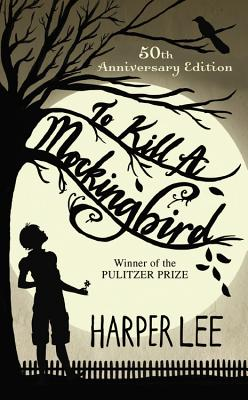 50th
Anniversary Edition
To Kill A
Mockingbird
Winner of the
PULITZER PRIZE
HARPER LEE